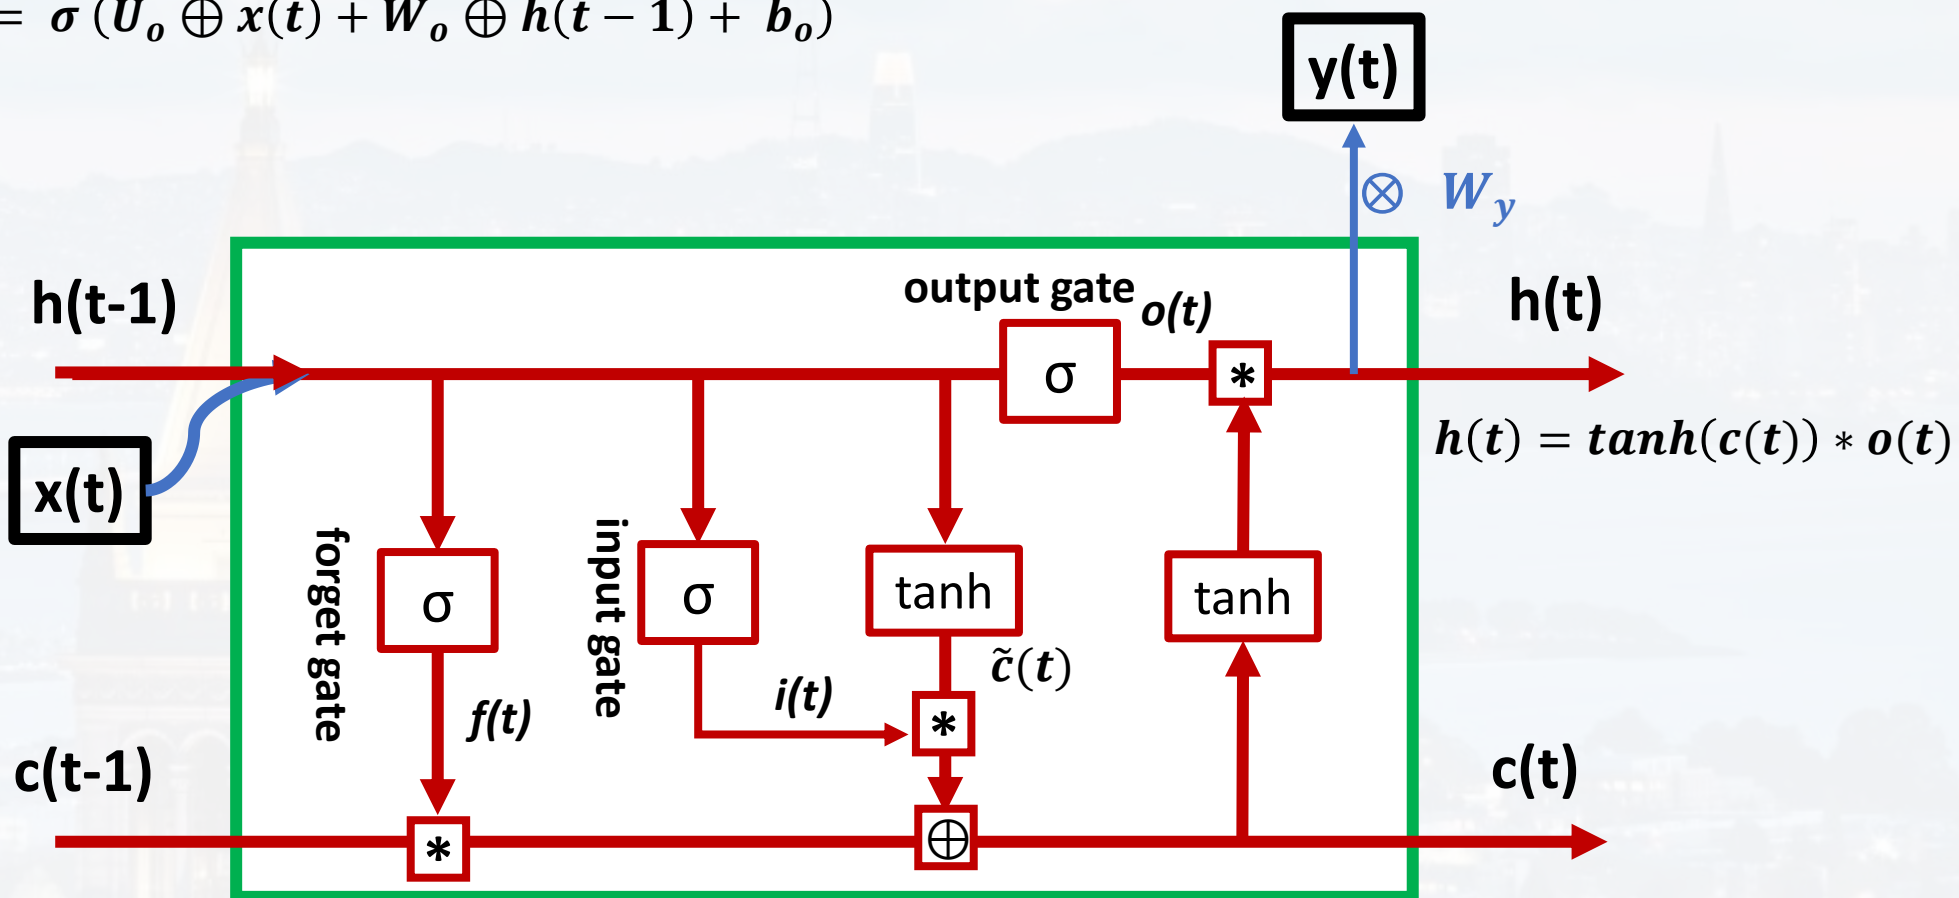 = σ (U_o ⊕ x(t) + W_o ⊕ h(t − 1) + b_o)
y(t)
⊗ W_y
h(t-1)
output gate o(t)
h(t)
σ
*
h(t) = tanh(c(t)) * o(t)
x(t)
forget gate
σ
input gate
σ
tanh
tanh
c̃(t)
f(t)
i(t)
*
c(t-1)
c(t)
*
⊕